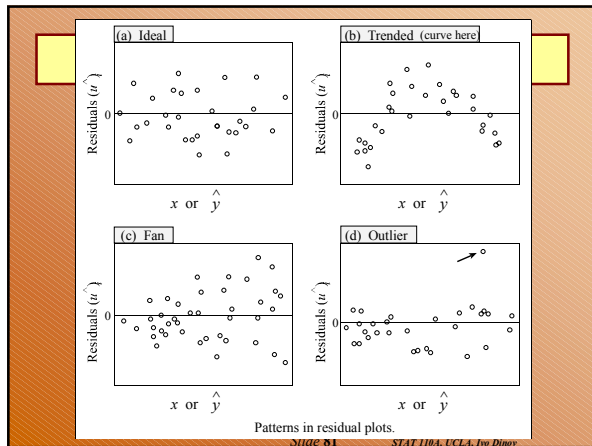 (a) Ideal
Residuals (û)
0
x or ŷ
(b) Trended (curve here)
Residuals (û)
0
x or ŷ
(c) Fan
Residuals (û)
0
x or ŷ
(d) Outlier
Residuals (û)
0
x or ŷ
Patterns in residual plots.
Slide 81 STAT 110A, UCLA, Ivo Dinov